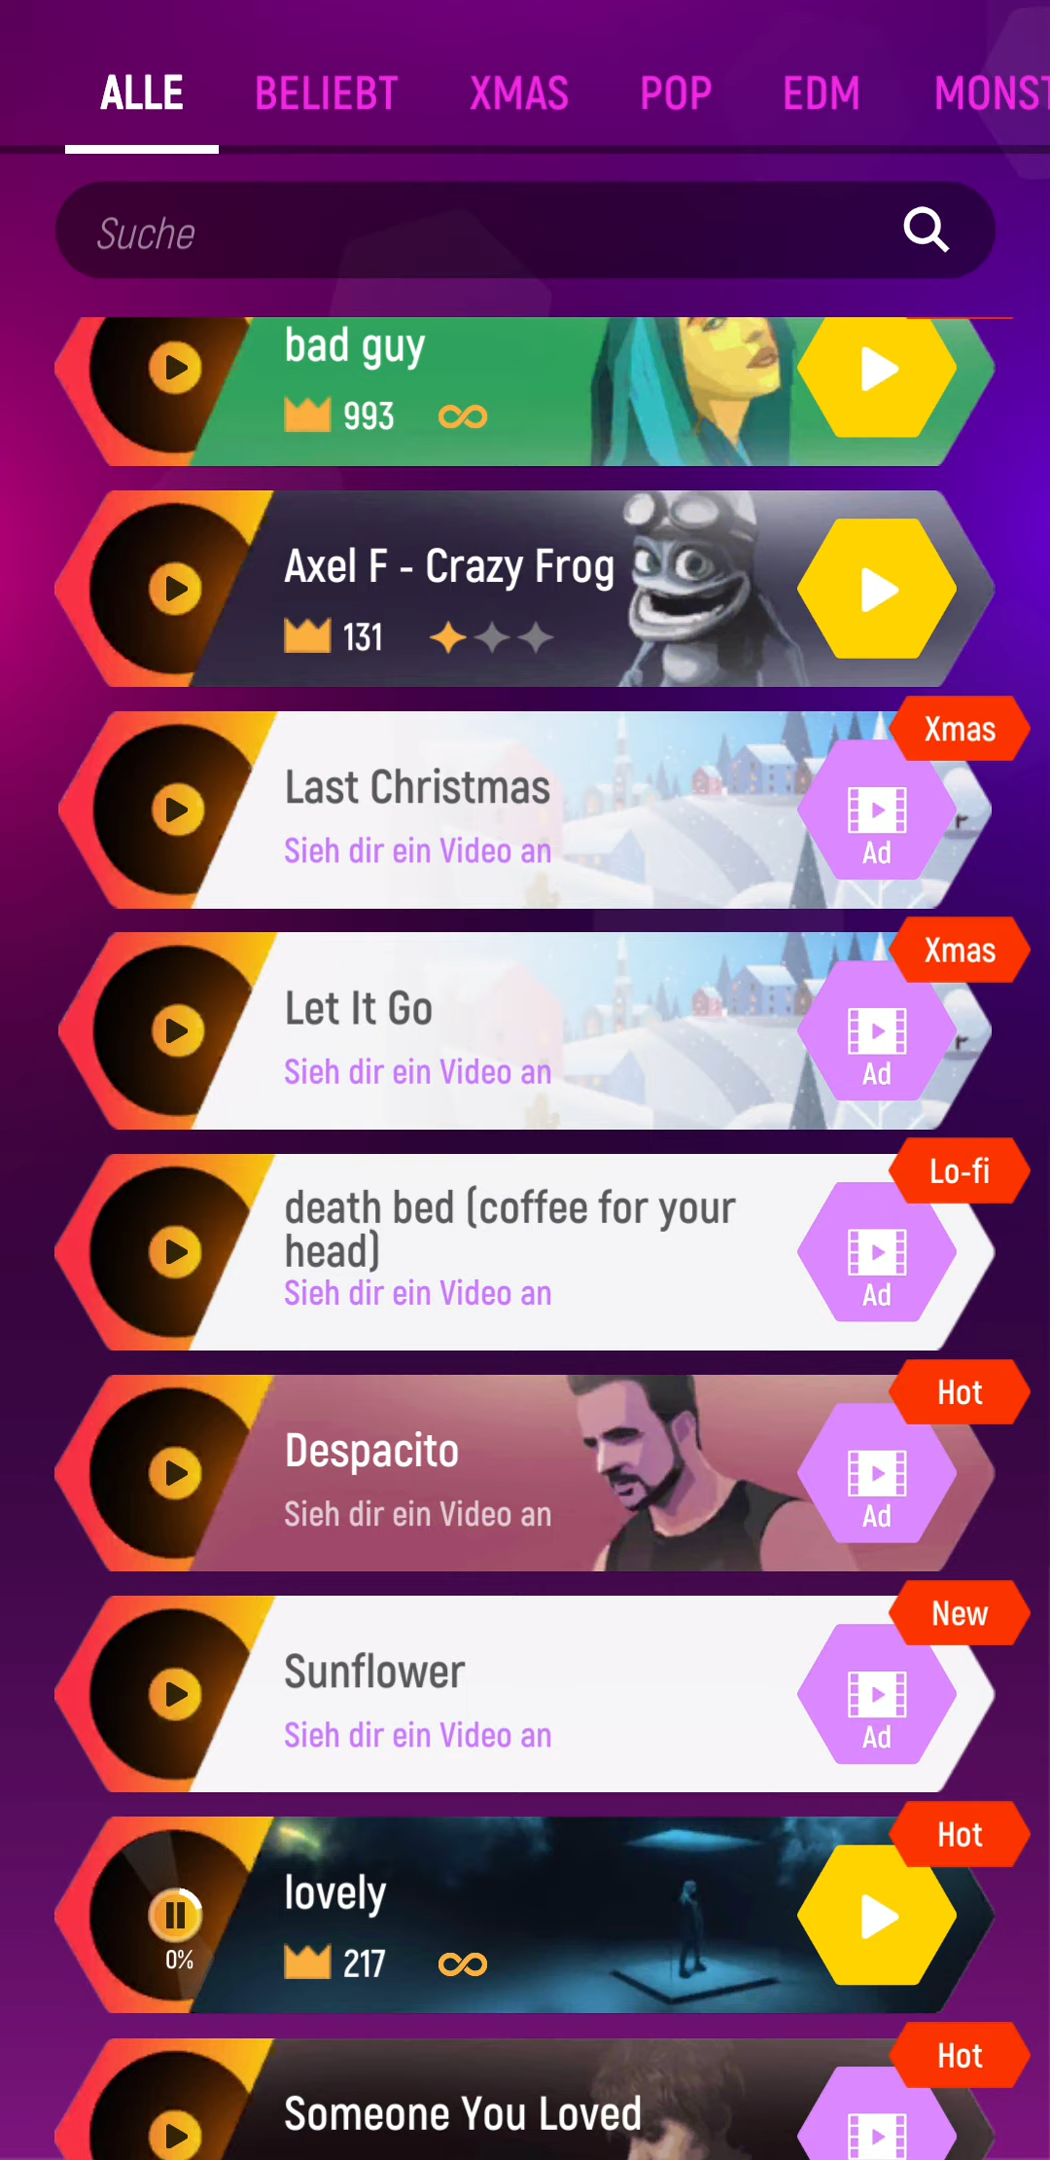 ALLE BELIEBT XMAS POP EDM MONST
Suche
bad guy
993
Axel F - Crazy Frog
131
Xmas
Last Christmas
Sieh dir ein Video an
Ad
Xmas
Let It Go
Sieh dir ein Video an
Ad
Lo-fi
death bed (coffee for your
head)
Sieh dir ein Video an
Ad
Hot
Despacito
Sieh dir ein Video an
Ad
New
Sunflower
Sieh dir ein Video an
Ad
Hot
lovely
0%
217
Hot
Someone You Loved